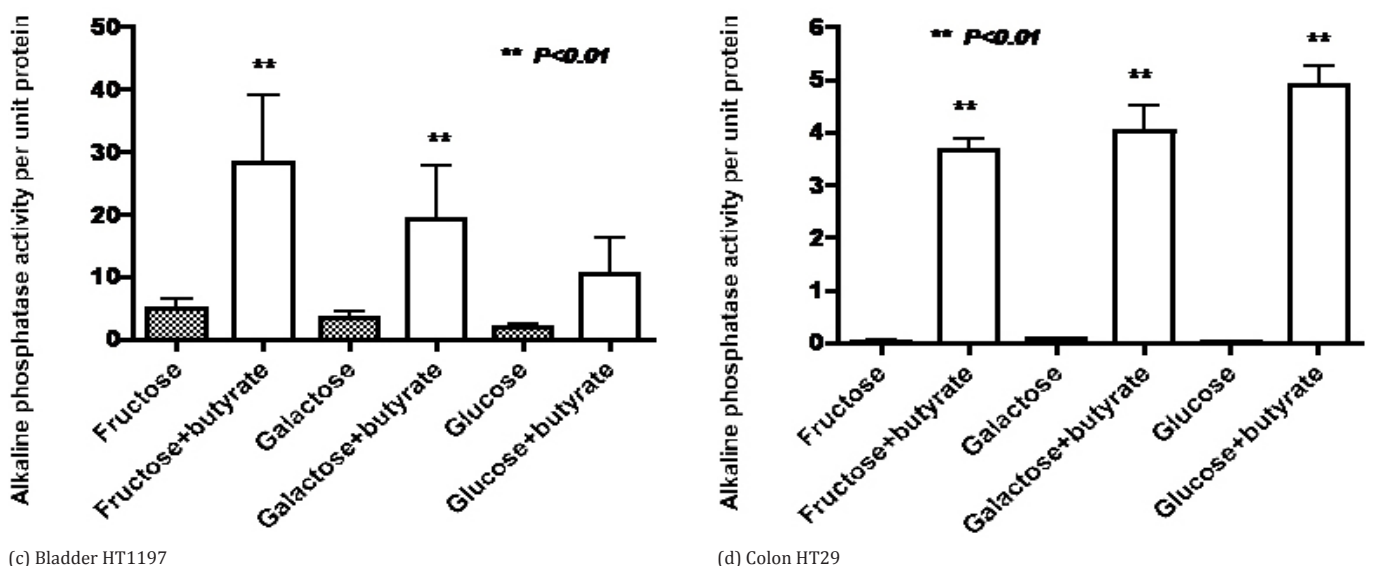 Alkaline phosphatase activity per unit protein
50
40
30
20
10
0
** P<0.01
**
**
Fructose
Fructose+butyrate
Galactose
Galactose+butyrate
Glucose
Glucose+butyrate
(c) Bladder HT1197
Alkaline phosphatase activity per unit protein
6
5
4
3
2
1
0
** P<0.01
**
**
**
Fructose
Fructose+butyrate
Galactose
Galactose+butyrate
Glucose
Glucose+butyrate
(d) Colon HT29